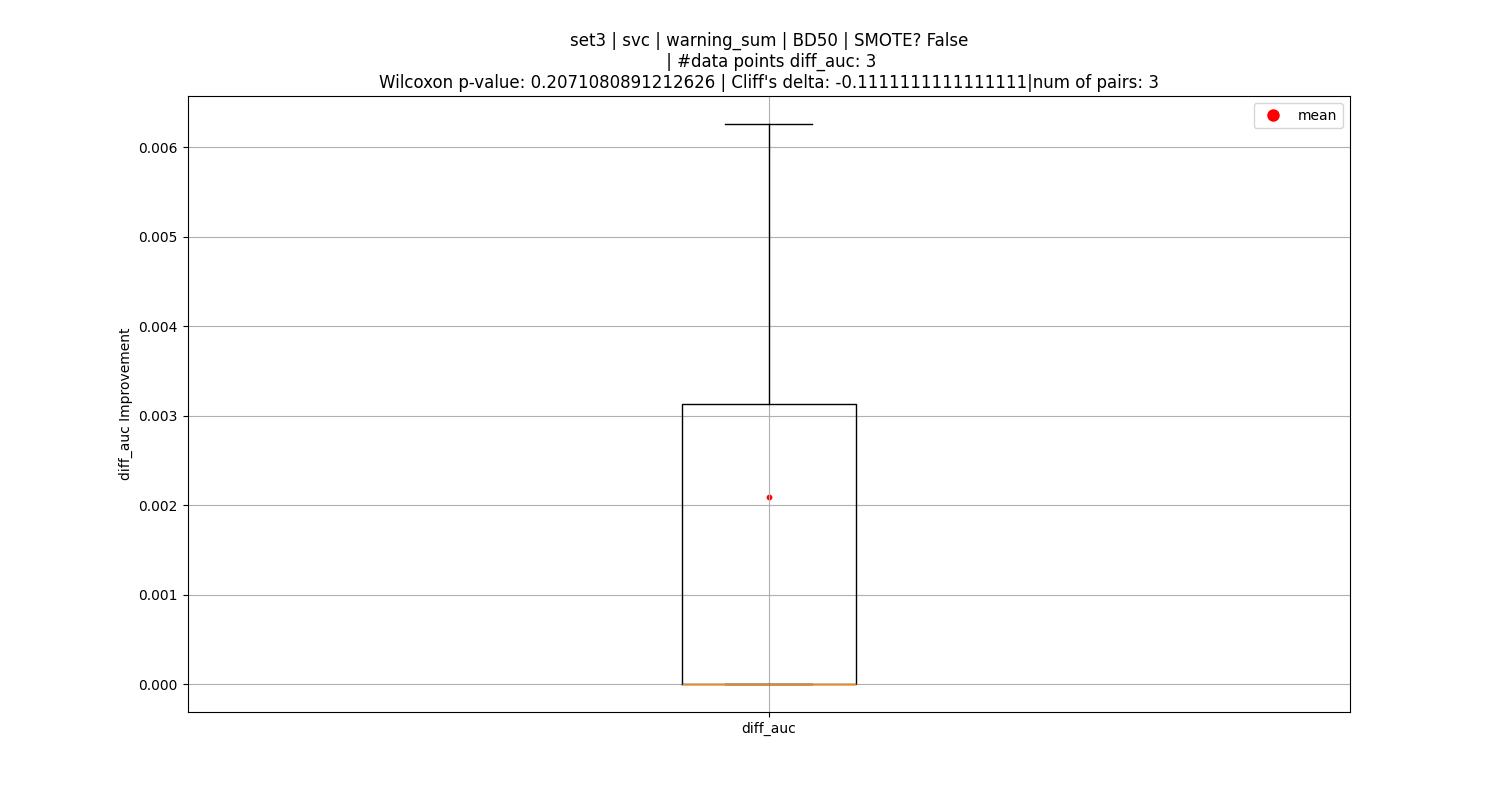 set3 | svc | warning_sum | BD50 | SMOTE? False
| #data points diff_auc: 3
Wilcoxon p-value: 0.2071080891212626 | Cliff's delta: -0.1111111111111111|num of pairs: 3
mean
0.006
0.005
0.004
0.003
0.002
0.001
0.000
diff_auc Improvement
diff_auc